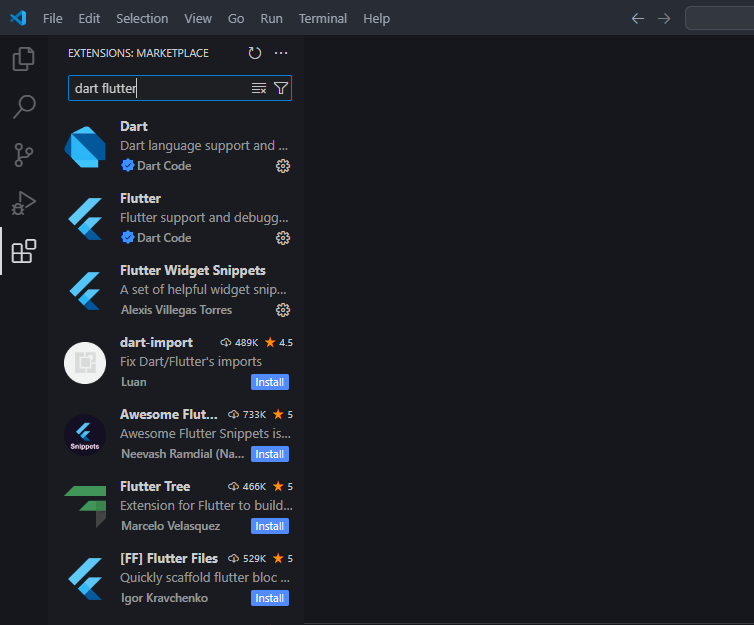 File Edit Selection View Go Run Terminal Help
EXTENSIONS: MARKETPLACE
dart flutter
Dart
Dart language support and ...
Dart Code
Flutter
Flutter support and debugg...
Dart Code
Flutter Widget Snippets
A set of helpful widget snip...
Alexis Villegas Torres
dart-import 489K 4.5
Fix Dart/Flutter's imports
Luan Install
Awesome Flut... 733K 5
Awesome Flutter Snippets is...
Snippets
Neevash Ramdial (Na... Install
Flutter Tree 466K 5
Extension for Flutter to build...
Marcelo Velasquez Install
[FF] Flutter Files 529K 5
Quickly scaffold flutter bloc ...
Igor Kravchenko Install